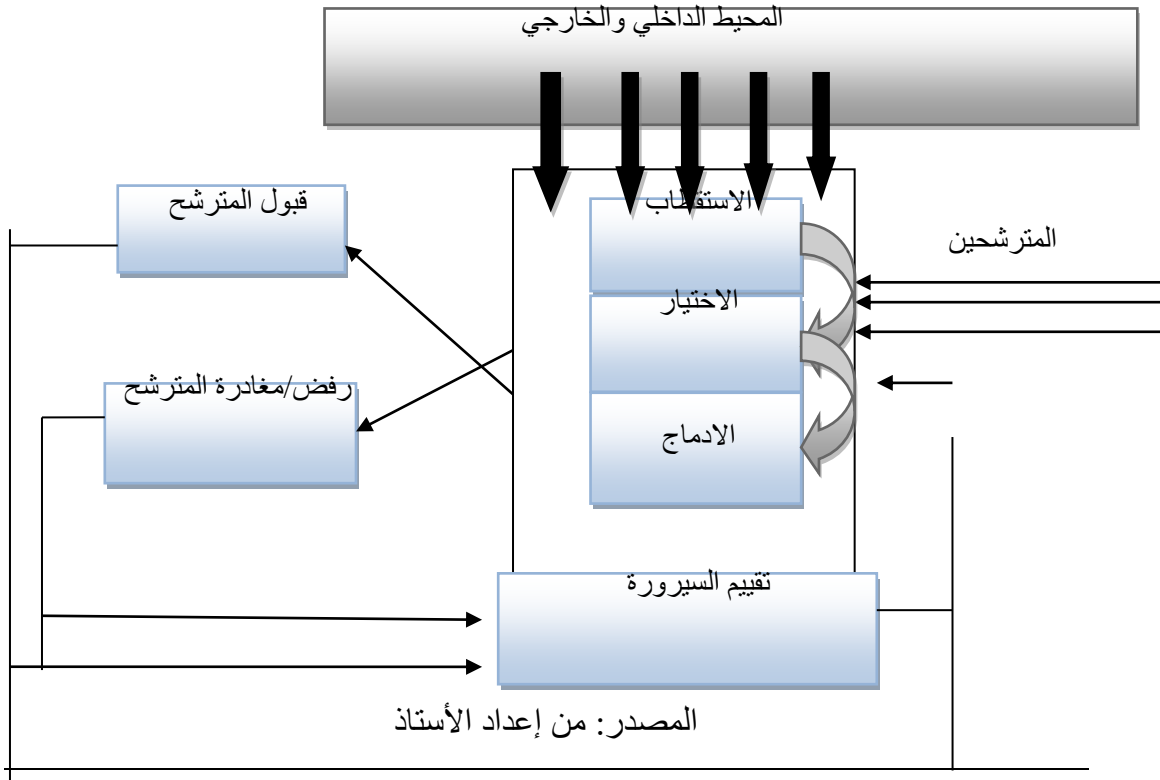 المحيط الداخلي والخارجي
الاستقطاب
قبول المترشح
المترشحين
الاختيار
رفض/مغادرة المترشح
الادماج
تقييم السيرورة
المصدر: من إعداد الأستاذ